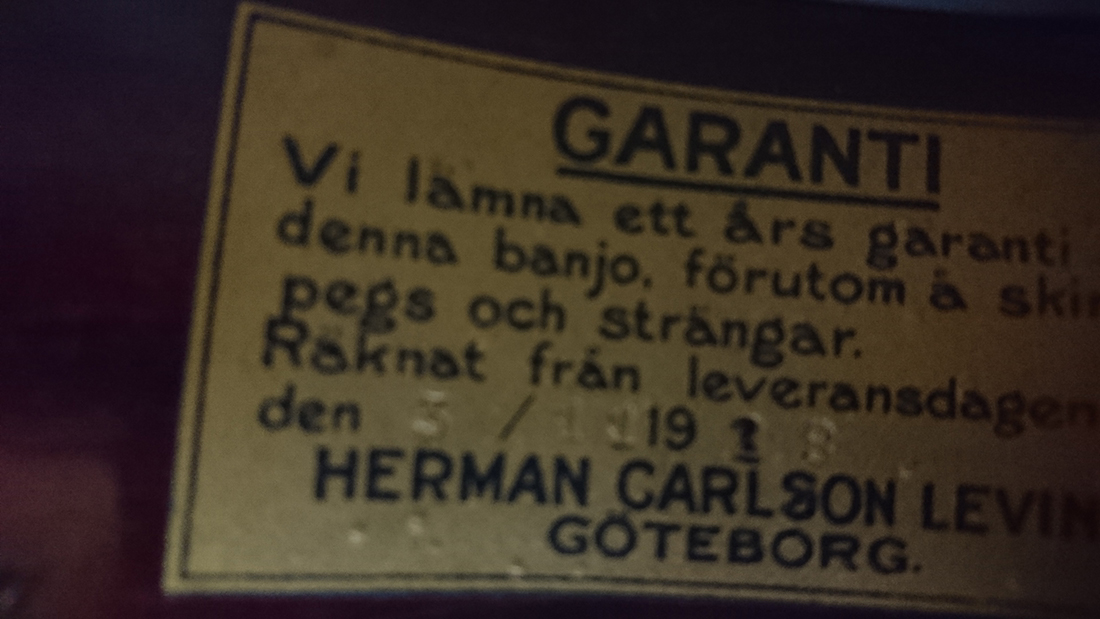 GARANTI
Vi lämna ett års garanti
denna banjo, förutom å
pegs och strängar.
Räknat från leveransdagen
den / 19
HERMAN CARLSON LEVIN
GÖTEBORG.